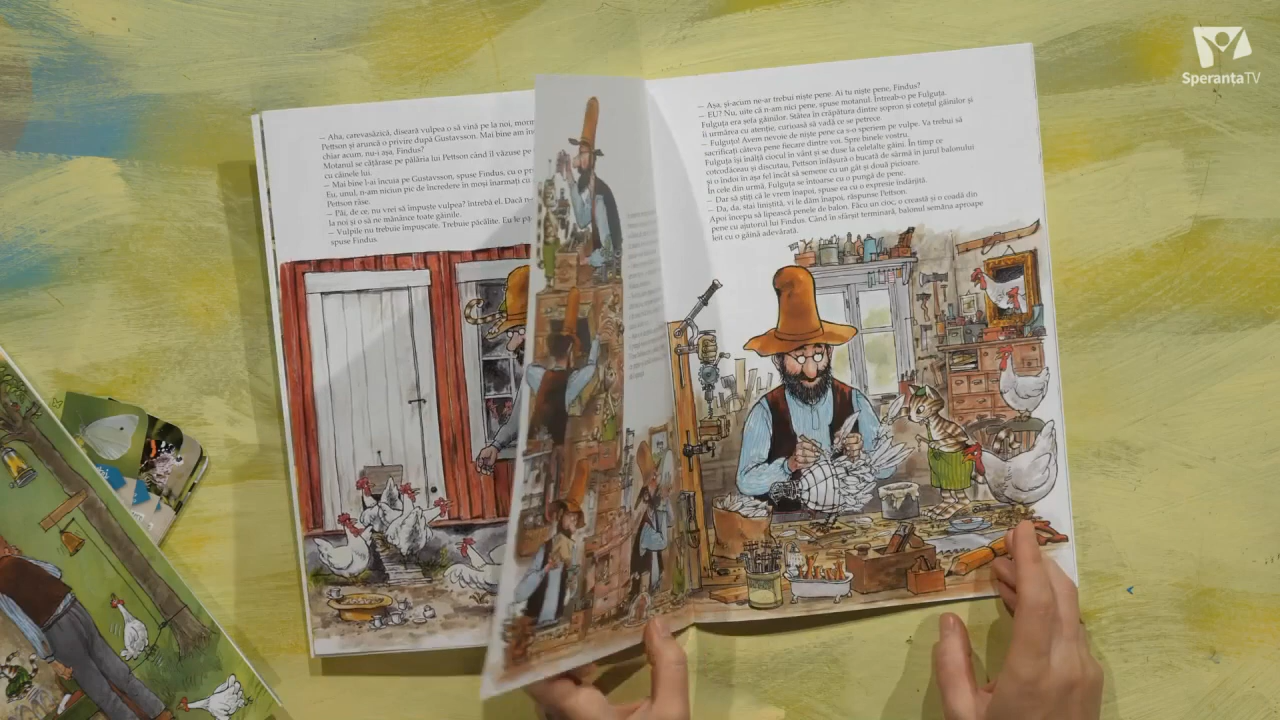 — Aha, carevasăzică, diseară vulpea o să vină pe la noi, morm
Pettson și aruncă o privire după Gustavsson. Mai bine am în
chiar acum, nu-i așa, Findus?
Motanul se cățărase pe pălăria lui Pettson când îl văzuse pe
cu câinele lui.
— Mai bine l-ai încuia pe Gustavsson, spuse Findus, cu o pr
Eu, unul, n-am niciun pic de încredere în moși înarmați cu
Pettson râse.
— Păi, de ce, nu vrei să împuște vulpea? întrebă el. Dacă n
la noi și o să ne mănânce toate găinile.
— Vulpile nu trebuie împușcate. Trebuie păcălite. Eu le pă
spuse Findus.
— Așa, și-acum ne-ar trebui niște pene. Ai tu niște pene, Findus?
— EU? Nu, uite că n-am nici pene, spuse motanul. Întreab-o pe Fulguța.
Fulguța era șefa găinilor. Stătea în crăpătura dintre șopron și cotețul găinilor și
îi urmărea cu atenție, curioasă să vadă ce se petrece.
— Fulguțo! Avem nevoie de niște pene ca s-o speriem pe vulpe. Va trebui să
sacrificați câteva pene fiecare dintre voi. Spre binele vostru.
Fulguța își înălță ciocul în vânt și se duse la celelalte găini. În timp ce
cotcodăceau și discutau, Pettson înfășură o bucată de sârmă în jurul balonului
și o îndoi în așa fel încât să semene cu un gât și două picioare.
În cele din urmă, Fulguța se întoarse cu o pungă de pene.
— Dar să știți că le vrem înapoi, spuse ea cu o expresie îndârjită.
— Da, da, stai liniștită, vi le dăm înapoi, răspunse Pettson.
Apoi începu să lipească penele de balon. Făcu un cioc, o creastă și o coadă din
pene cu ajutorul lui Findus. Când în sfârșit terminară, balonul semăna aproape
leit cu o găină adevărată.
Speranța TV